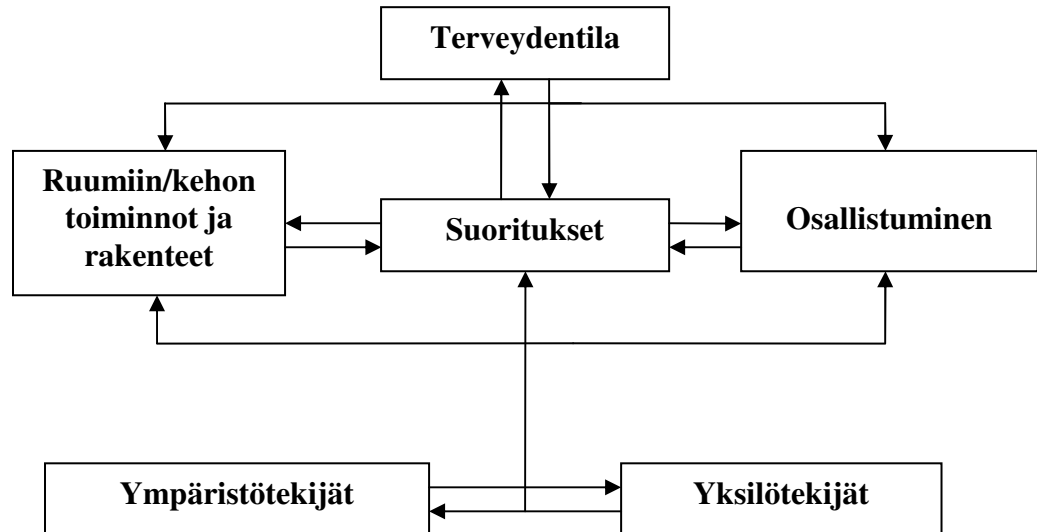 Terveydentila
Ruumiin/kehon
toiminnot ja
rakenteet
Suoritukset
Osallistuminen
Ympäristötekijät
Yksilötekijät